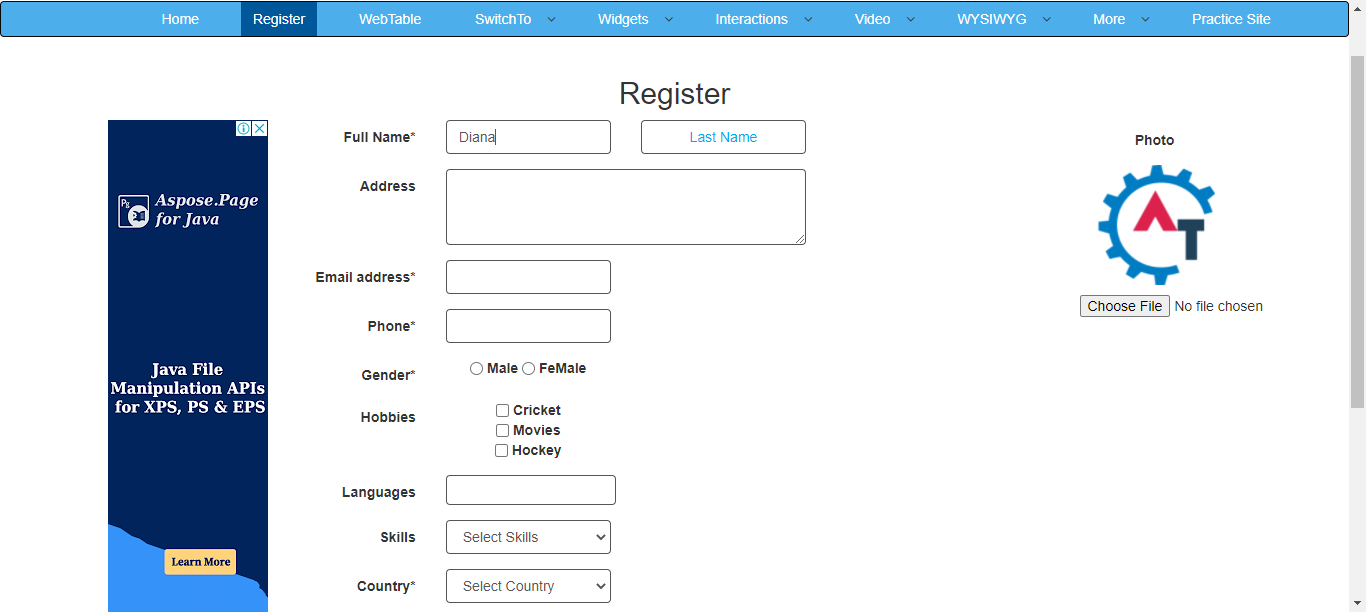 Home Register WebTable SwitchTo Widgets Interactions Video WYSIWYG More Practice Site
Register
Full Name* Diana Last Name
Address
Email address*
Phone*
Gender* Male FeMale
Hobbies Cricket
Movies
Hockey
Languages
Skills Select Skills
Country* Select Country
Photo
AT
Choose File No file chosen
Pg
Aspose.Page
for Java
Java File
Manipulation APIs
for XPS, PS & EPS
Learn More